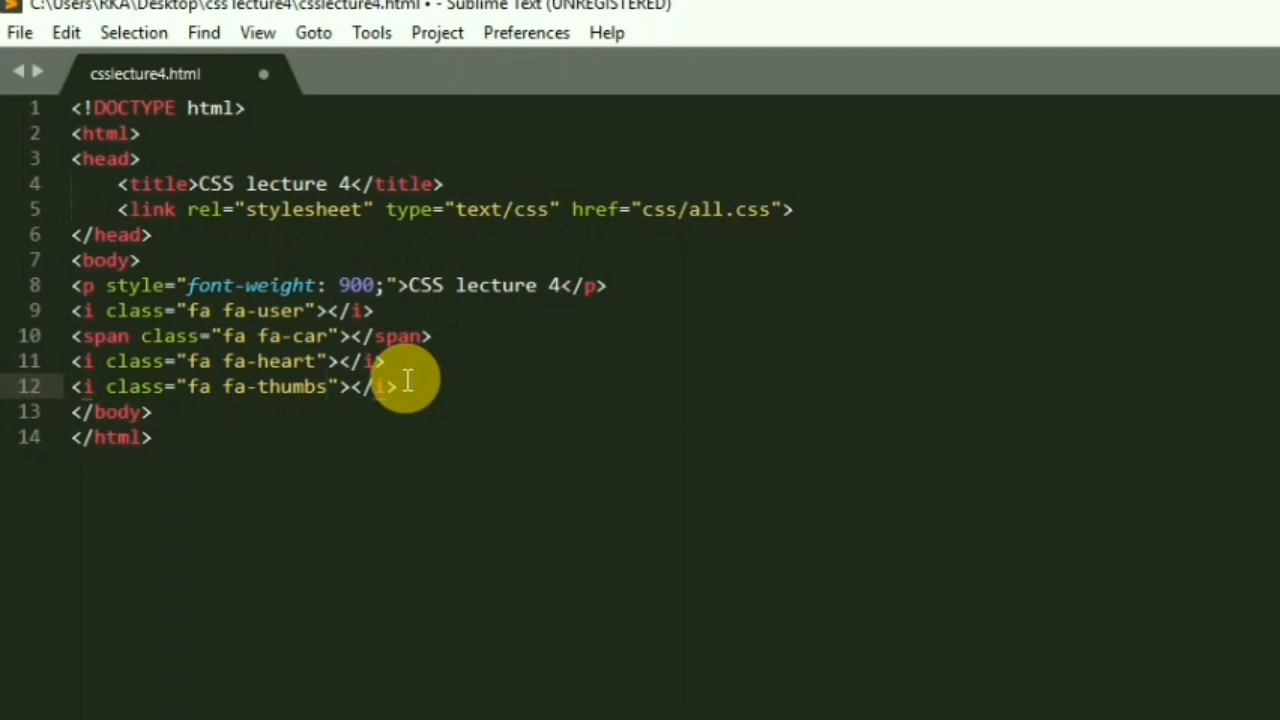 C:\Users\RKA\Desktop\css lecture4\csslecture4.html • - Sublime Text (UNREGISTERED)
File Edit Selection Find View Goto Tools Project Preferences Help
csslecture4.html
1 <!DOCTYPE html>
2 <html>
3 <head>
4 <title>CSS lecture 4</title>
5 <link rel="stylesheet" type="text/css" href="css/all.css">
6 </head>
7 <body>
8 <p style="font-weight: 900;">CSS lecture 4</p>
9 <i class="fa fa-user"></i>
10 <span class="fa fa-car"></span>
11 <i class="fa fa-heart"></i>
12 <i class="fa fa-thumbs"></i>
13 </body>
14 </html>